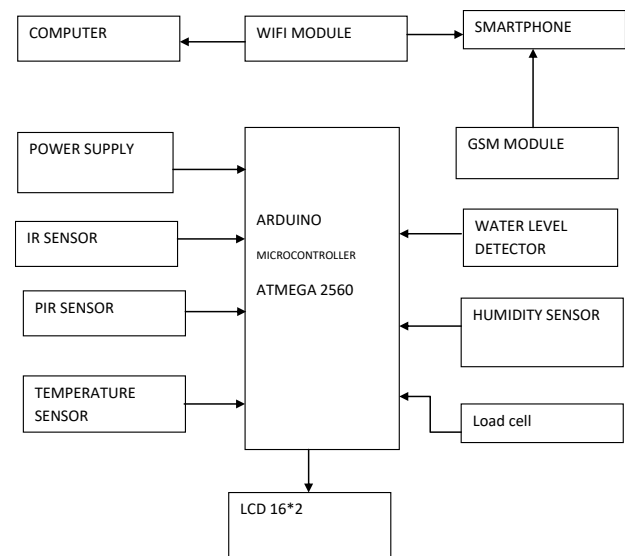 COMPUTER
WIFI MODULE
SMARTPHONE
POWER SUPPLY
GSM MODULE
ARDUINO
MICROCONTROLLER
ATMEGA 2560
IR SENSOR
WATER LEVEL
DETECTOR
PIR SENSOR
HUMIDITY SENSOR
TEMPERATURE
SENSOR
Load cell
LCD 16*2